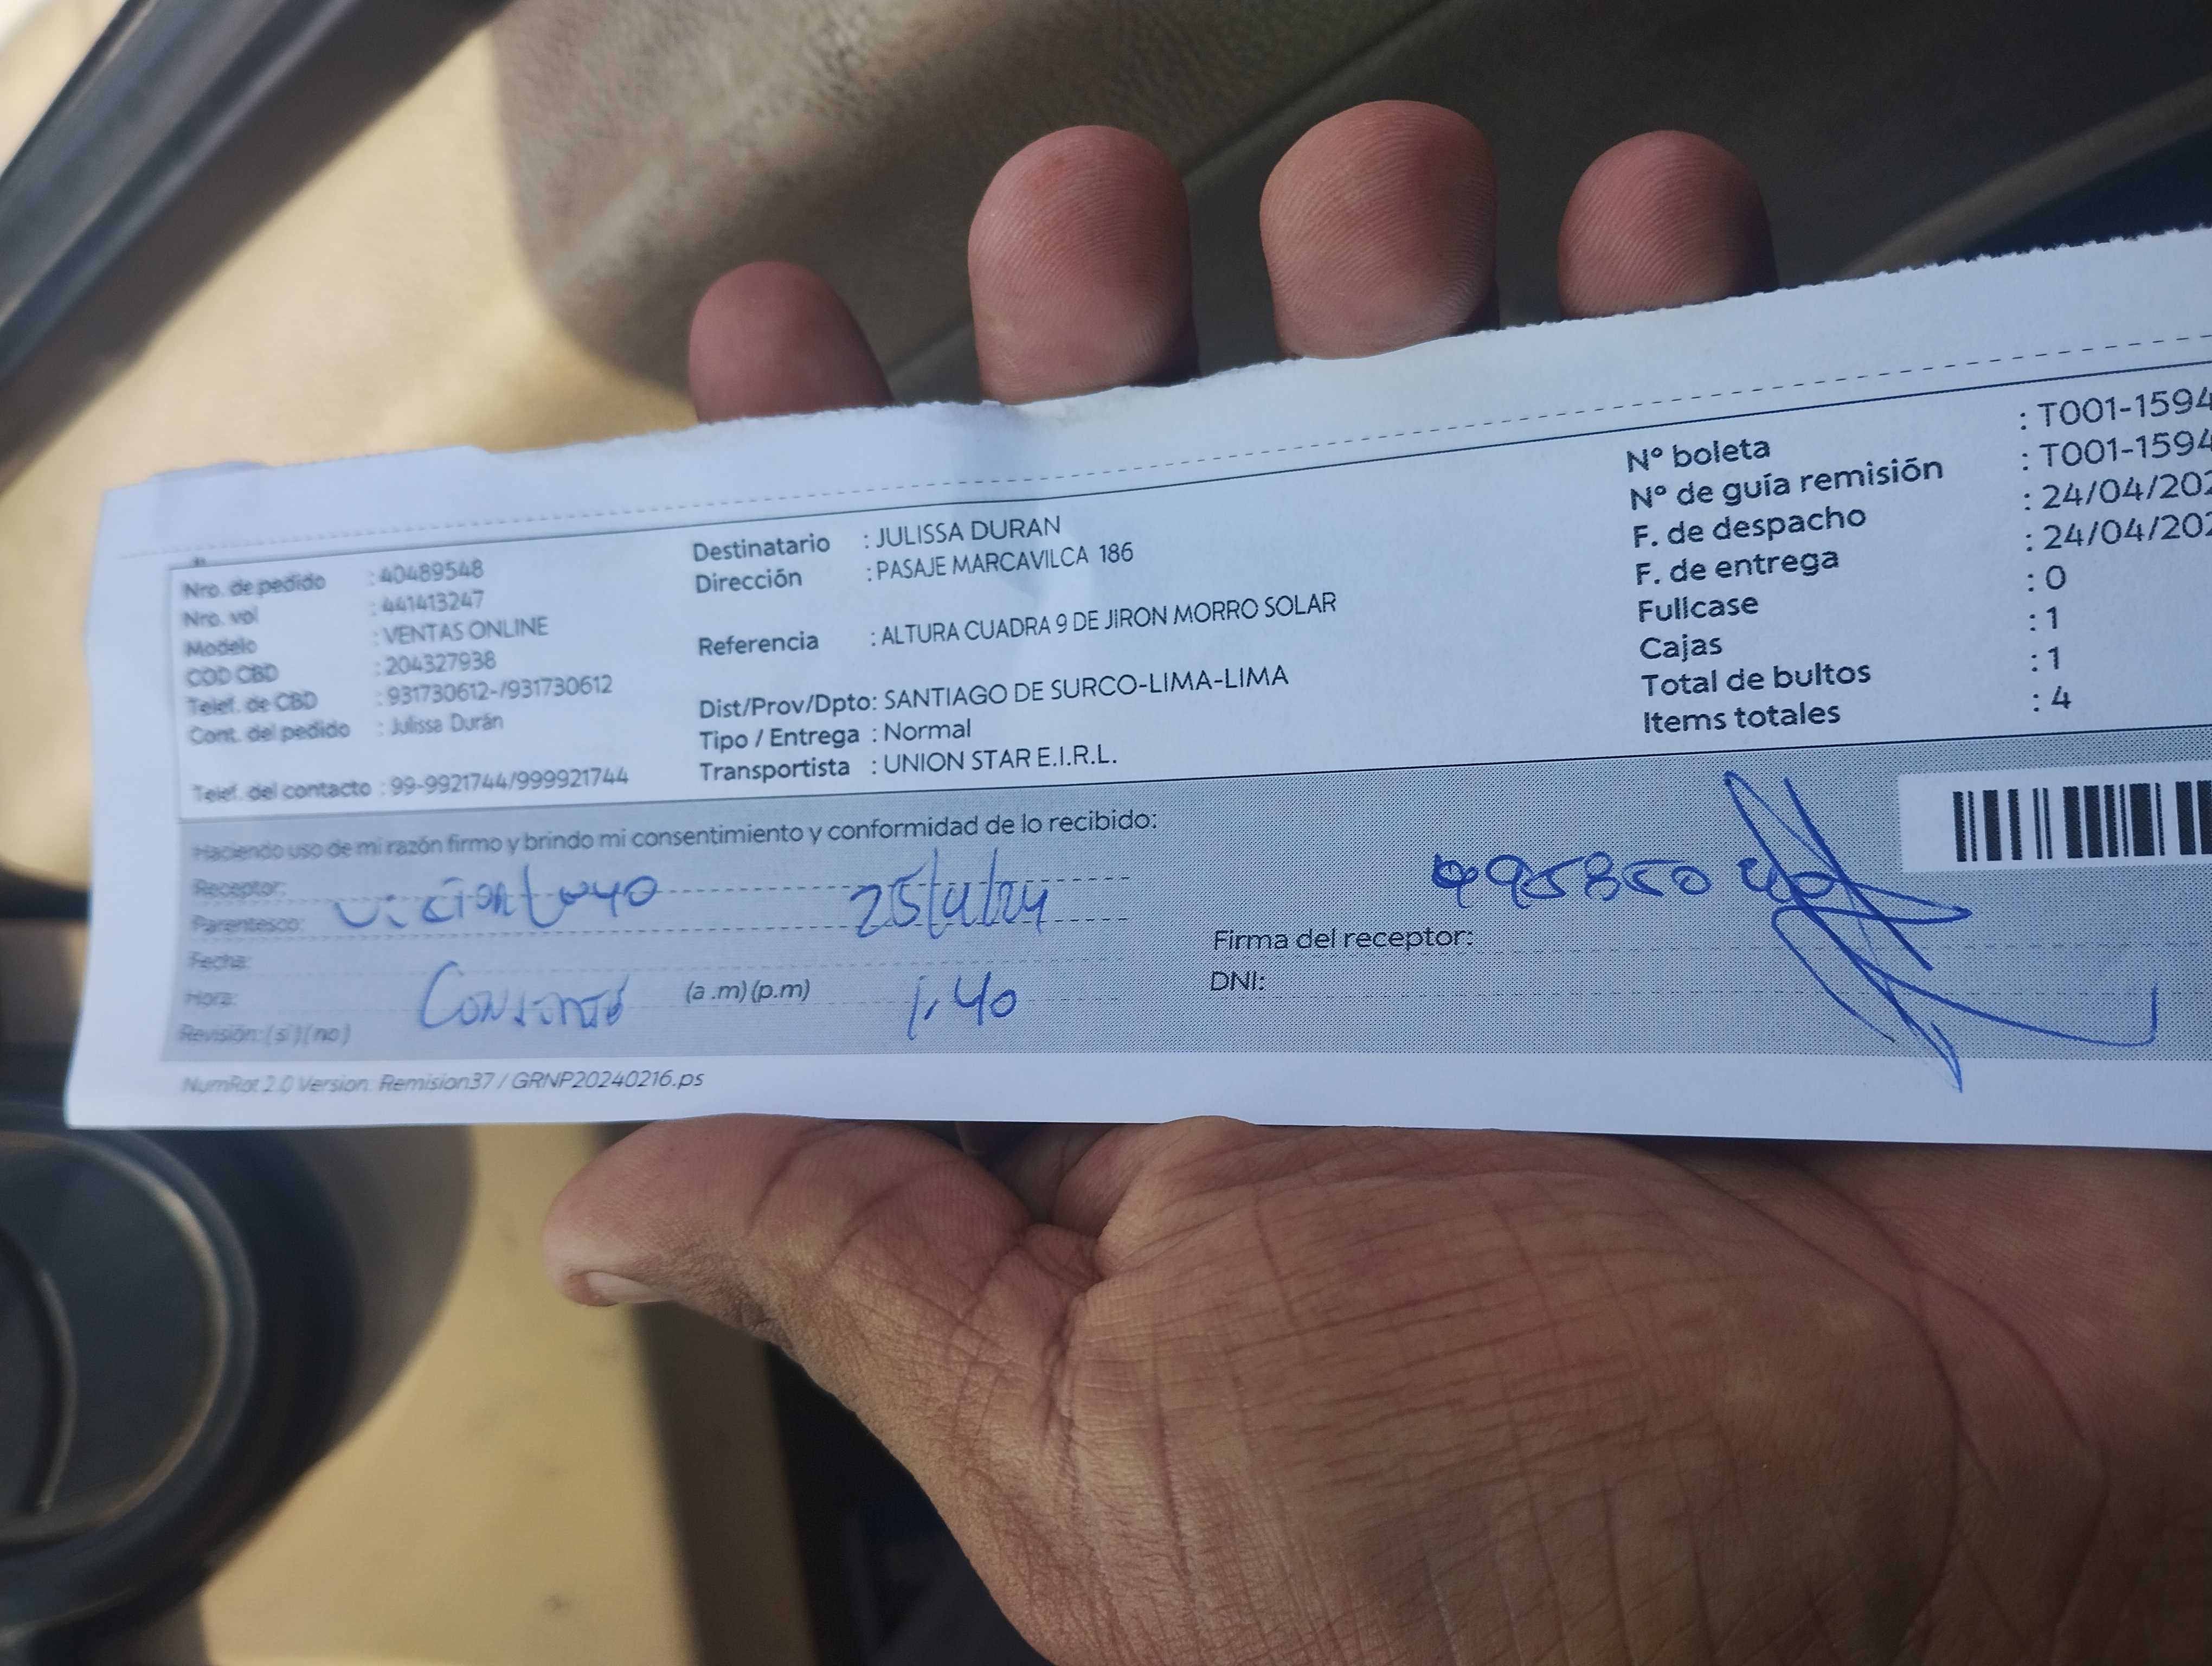 Nro. de pedido : 40489548
Nro. vol : 441413247
Modelo : VENTAS ONLINE
COD CBD : 204327938
Telef. de CBD : 931730612-/931730612
Cont. del pedido : Julissa Durán
Telef. del contacto : 99-9921744/999921744
Destinatario : JULISSA DURAN
Dirección : PASAJE MARCAVILCA 186
Referencia : ALTURA CUADRA 9 DE JIRON MORRO SOLAR
Dist/Prov/Dpto: SANTIAGO DE SURCO-LIMA-LIMA
Tipo / Entrega : Normal
Transportista : UNION STAR E.I.R.L.
Nº boleta : T001-1594
Nº de guía remisión : T001-1594
F. de despacho : 24/04/202
F. de entrega : 24/04/202
Fullcase : 0
Cajas : 1
Total de bultos : 1
Items totales : 4
Haciendo uso de mi razón firmo y brindo mi consentimiento y conformidad de lo recibido:
Receptor:
Parentesco: 25/4/24
Fecha:
Hora: (a .m) (p.m) 1.40
Revisión: ( si ) ( no )
Firma del receptor:
DNI:
NumRot 2.0 Version: Remision37 / GRNP20240216.ps